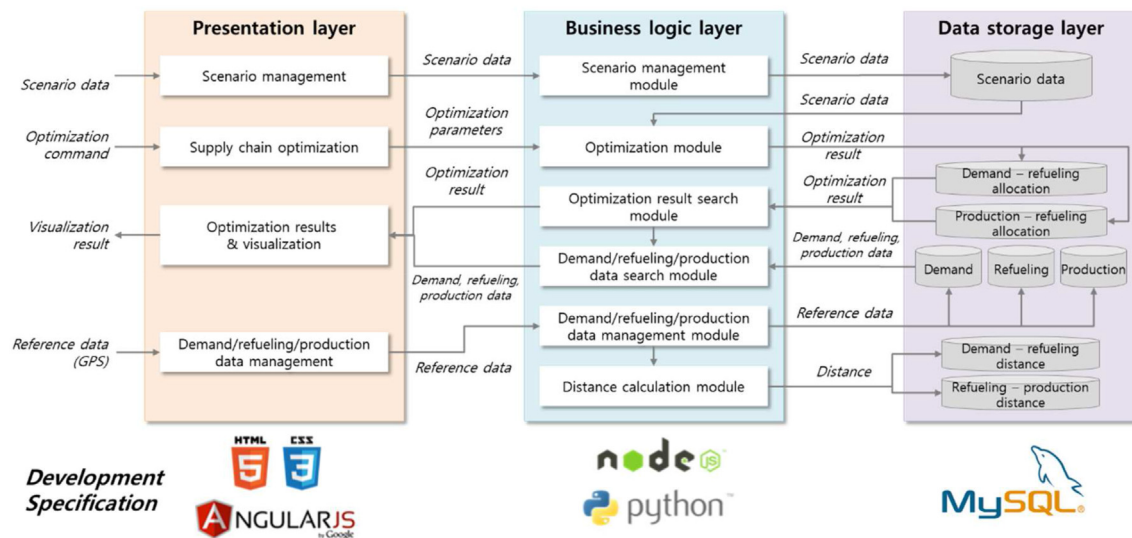 Presentation layer
Business logic layer
Data storage layer
Scenario data
Scenario management
Scenario data
Scenario management
module
Scenario data
Scenario data
Scenario data
Optimization
command
Supply chain optimization
Optimization
parameters
Optimization module
Optimization
result
Demand – refueling
allocation
Optimization
result
Optimization result search
module
Optimization
result
Production – refueling
allocation
Visualization
result
Optimization results
& visualization
Demand, refueling,
production data
Demand/refueling/production
data search module
Demand, refueling,
production data
Demand
Refueling
Production
Reference data
(GPS)
Demand/refueling/production
data management
Reference data
Demand/refueling/production
data management module
Reference data
Distance calculation module
Distance
Demand – refueling
distance
Refueling – production
distance
Development
Specification
HTML
5
CSS
3
ANGULARJS
by Google
node
JS
python
TM
MySQL
®